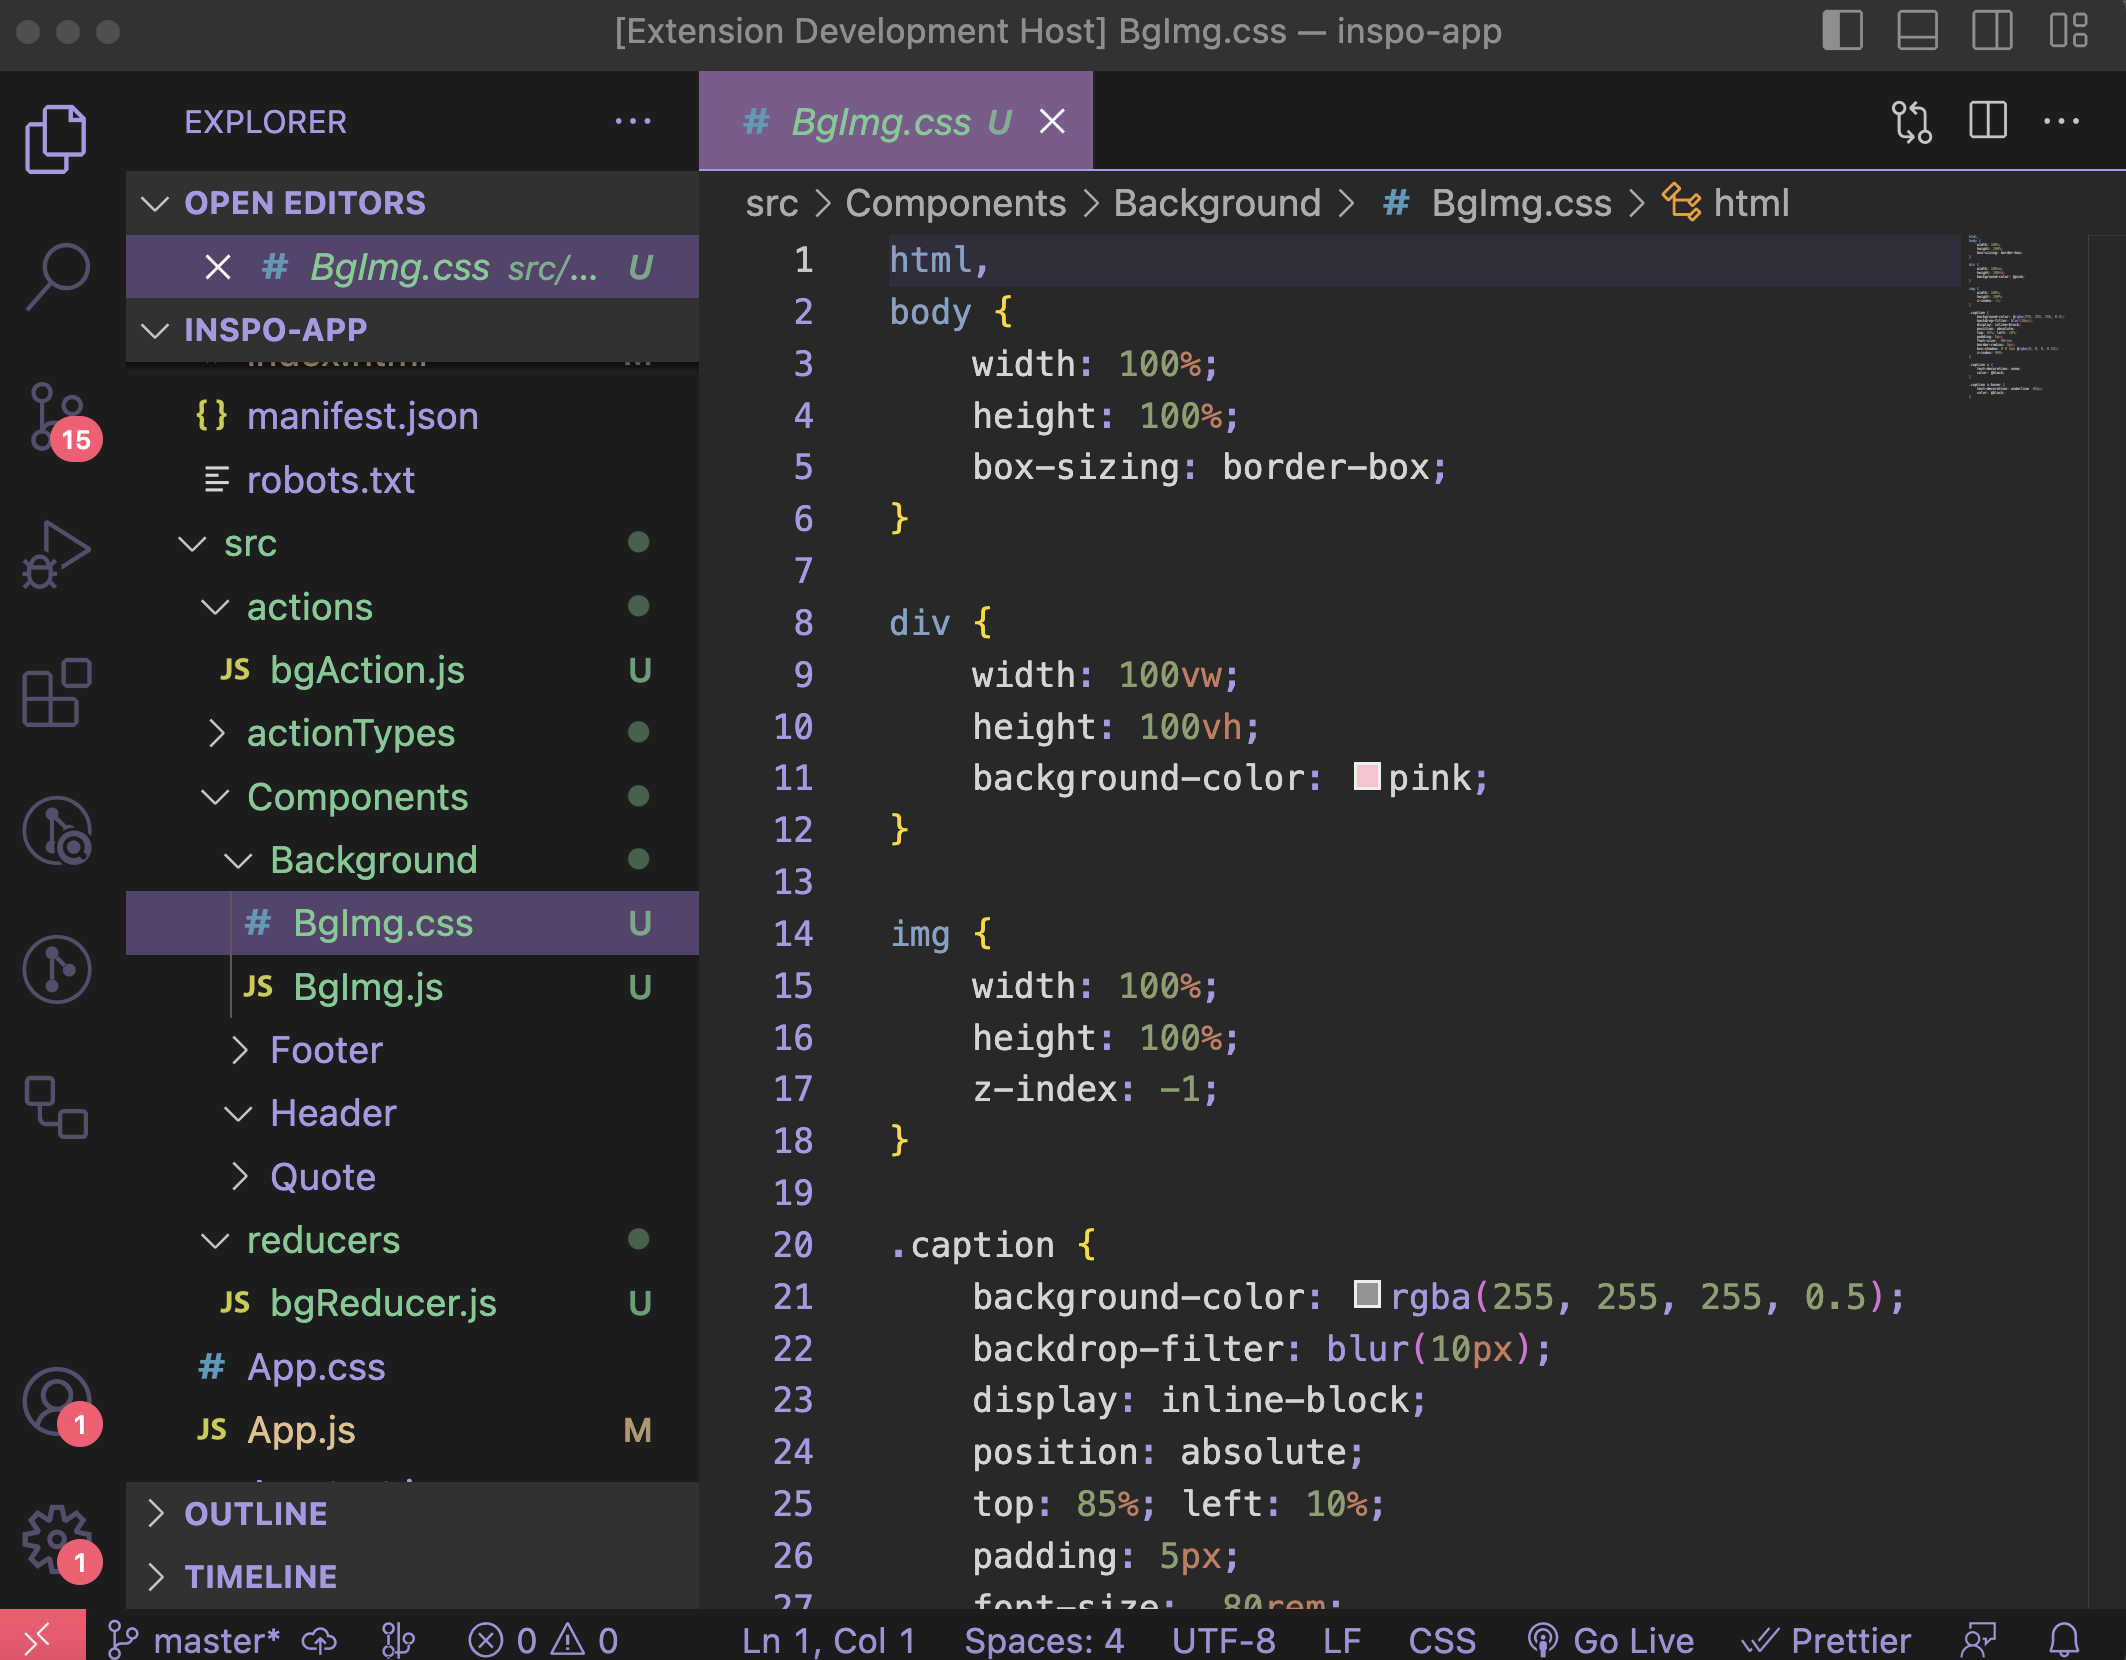 [Extension Development Host] BgImg.css — inspo-app
EXPLORER
OPEN EDITORS
# BgImg.css src/... U
INSPO-APP
index.html M
{} manifest.json
robots.txt
src
actions
JS bgAction.js U
actionTypes
Components
Background
# BgImg.css U
JS BgImg.js U
Footer
Header
Quote
reducers
JS bgReducer.js U
# App.css
JS App.js M
OUTLINE
TIMELINE
15
1
1
# BgImg.css U
src > Components > Background > # BgImg.css > html
1 html,
2 body {
3 width: 100%;
4 height: 100%;
5 box-sizing: border-box;
6 }
7
8 div {
9 width: 100vw;
10 height: 100vh;
11 background-color: pink;
12 }
13
14 img {
15 width: 100%;
16 height: 100%;
17 z-index: -1;
18 }
19
20 .caption {
21 background-color: rgba(255, 255, 255, 0.5);
22 backdrop-filter: blur(10px);
23 display: inline-block;
24 position: absolute;
25 top: 85%; left: 10%;
26 padding: 5px;
27 font-size: .80rem;
master* 0 0 Ln 1, Col 1 Spaces: 4 UTF-8 LF CSS Go Live Prettier